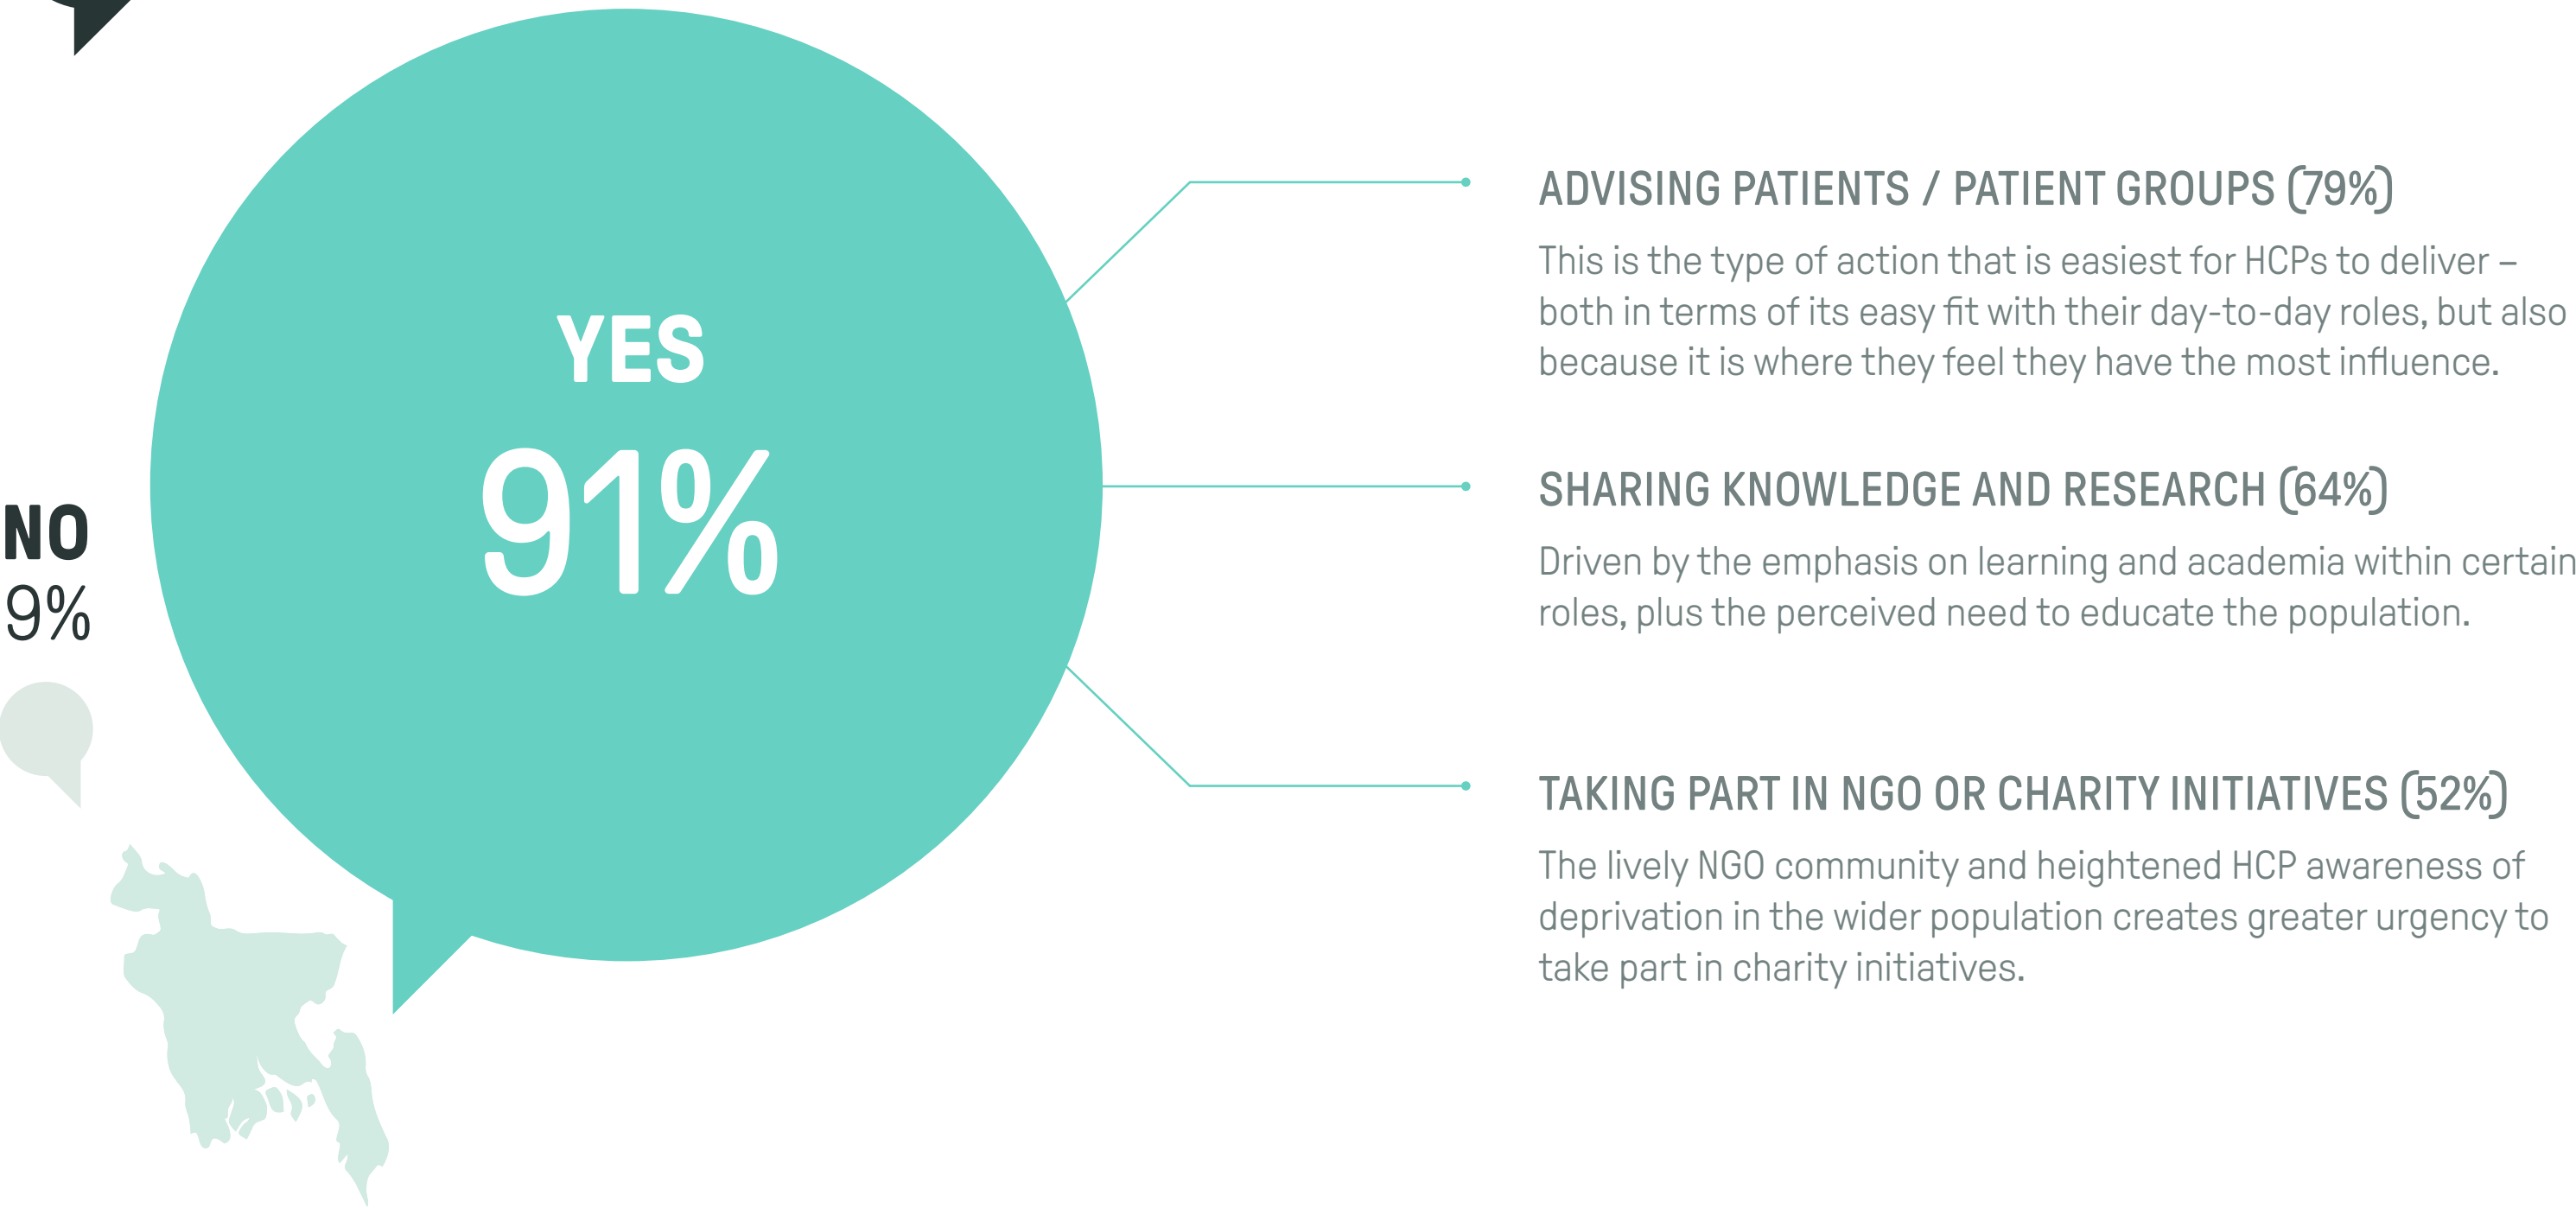 NO
9%
YES
91%
ADVISING PATIENTS / PATIENT GROUPS (79%)
This is the type of action that is easiest for HCPs to deliver –
both in terms of its easy fit with their day-to-day roles, but also
because it is where they feel they have the most influence.
SHARING KNOWLEDGE AND RESEARCH (64%)
Driven by the emphasis on learning and academia within certain
roles, plus the perceived need to educate the population.
TAKING PART IN NGO OR CHARITY INITIATIVES (52%)
The lively NGO community and heightened HCP awareness of
deprivation in the wider population creates greater urgency to
take part in charity initiatives.